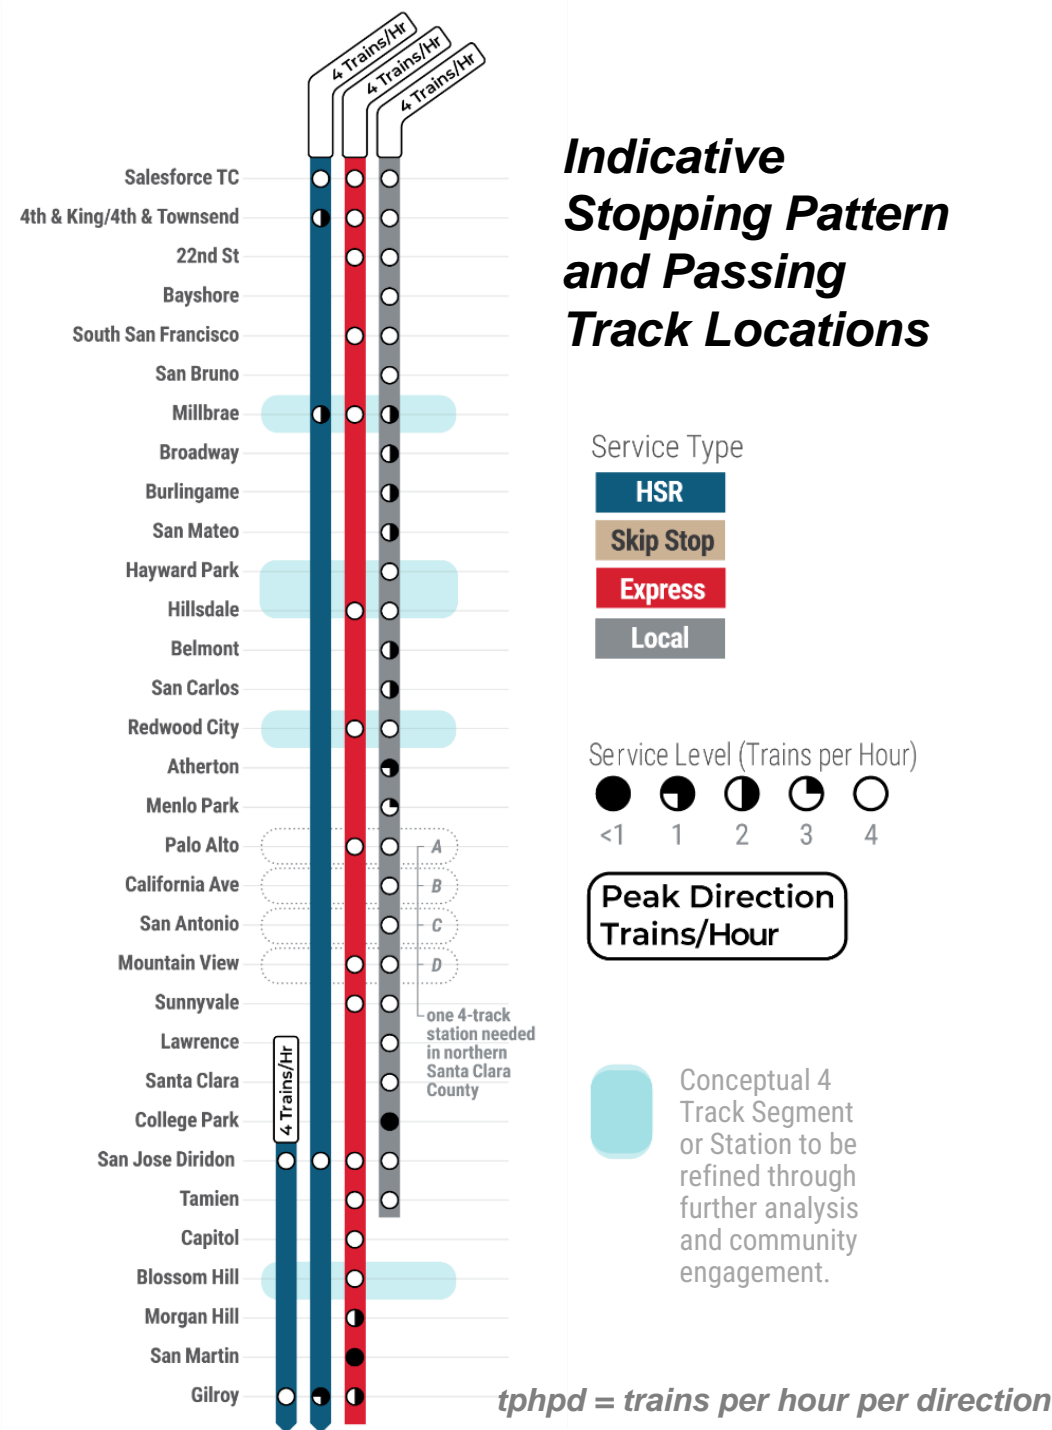 4 Trains/Hr
4 Trains/Hr
4 Trains/Hr
Indicative
Stopping Pattern
and Passing
Track Locations
Salesforce TC
4th & King/4th & Townsend
22nd St
Bayshore
South San Francisco
San Bruno
Millbrae
Broadway
Burlingame
San Mateo
Hayward Park
Hillsdale
Belmont
San Carlos
Redwood City
Atherton
Menlo Park
Palo Alto
A
California Ave
B
San Antonio
C
Mountain View
D
Sunnyvale
Lawrence
Santa Clara
College Park
San Jose Diridon
Tamien
Capitol
Blossom Hill
Morgan Hill
San Martin
Gilroy
4 Trains/Hr
one 4-track
station needed
in northern
Santa Clara
County
Service Type
HSR
Skip Stop
Express
Local
Service Level (Trains per Hour)
<1 1 2 3 4
Peak Direction
Trains/Hour
Conceptual 4
Track Segment
or Station to be
refined through
further analysis
and community
engagement.
tphpd = trains per hour per direction